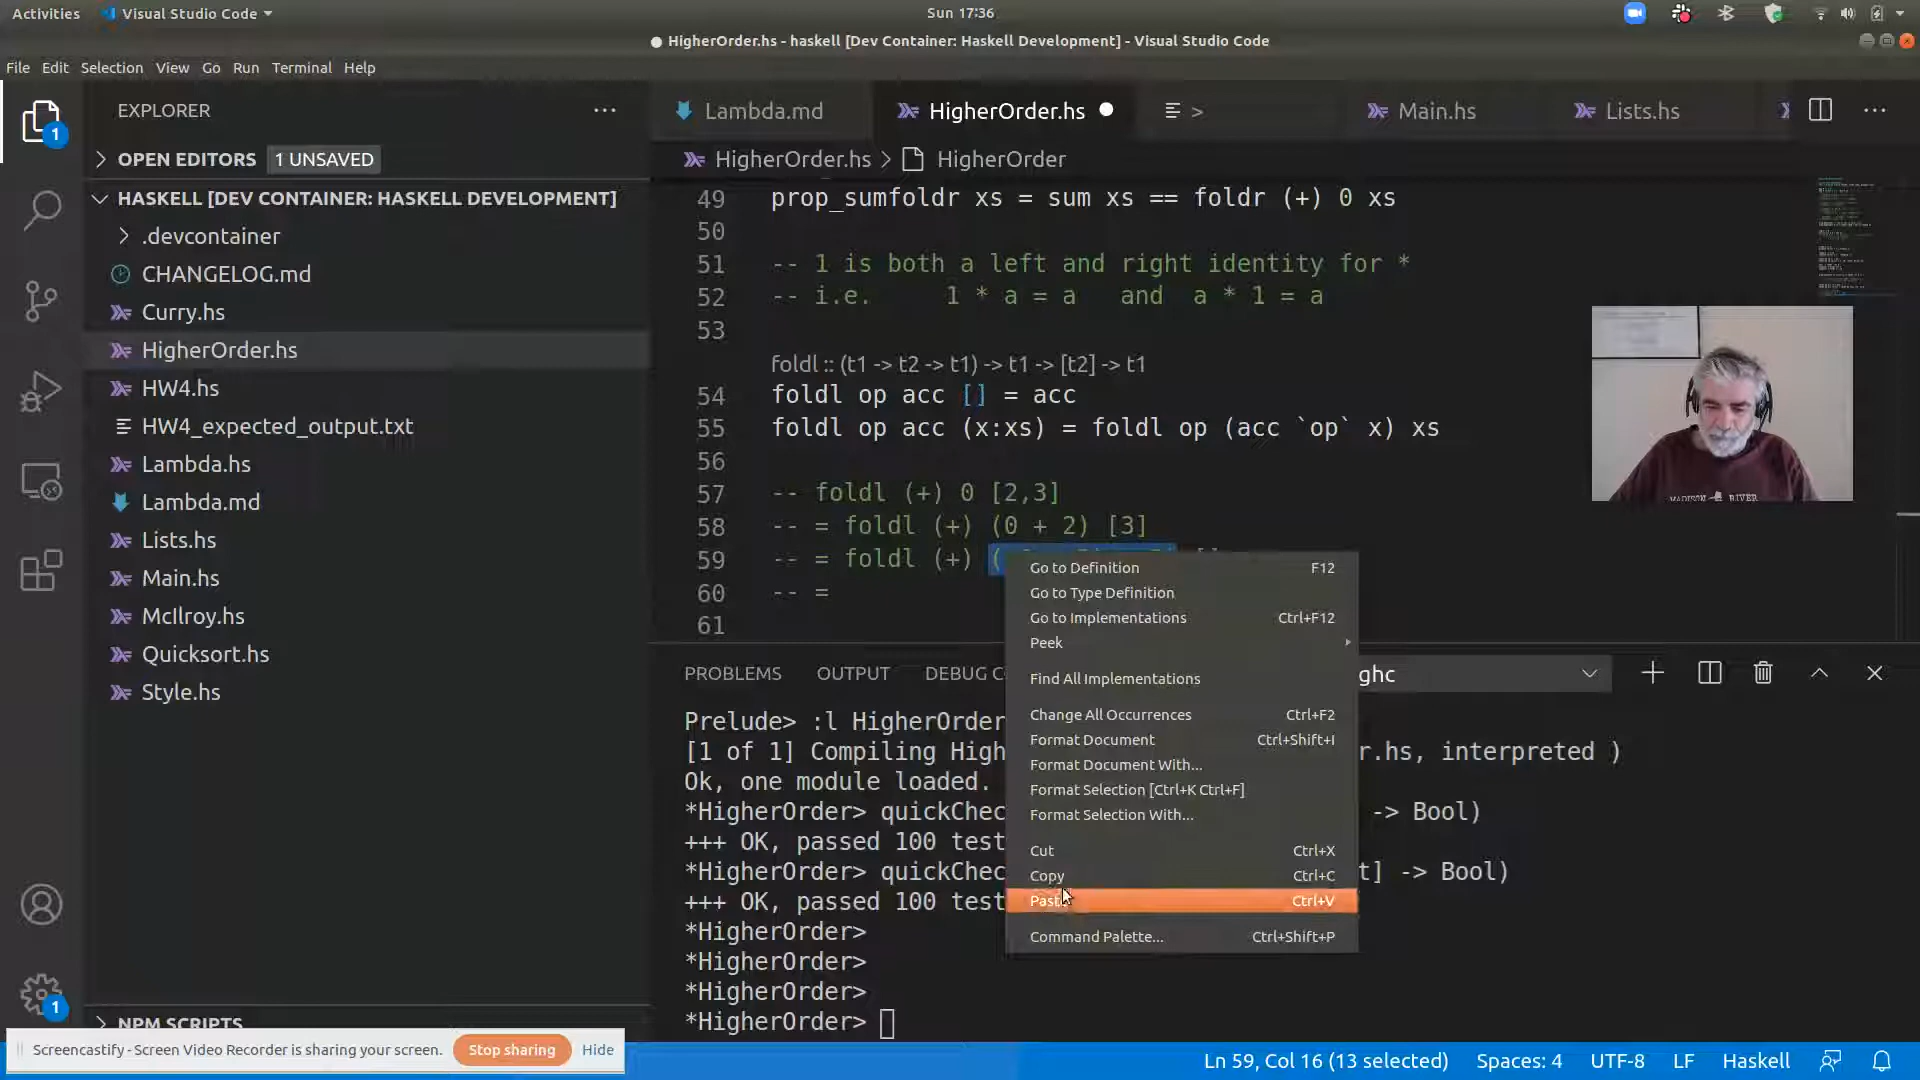 Activities
Visual Studio Code
Sun 17:36
HigherOrder.hs - haskell [Dev Container: Haskell Development] - Visual Studio Code
File Edit Selection View Go Run Terminal Help
EXPLORER
1
OPEN EDITORS 1 UNSAVED
HASKELL [DEV CONTAINER: HASKELL DEVELOPMENT]
.devcontainer
CHANGELOG.md
Curry.hs
HigherOrder.hs
HW4.hs
HW4_expected_output.txt
Lambda.hs
Lambda.md
Lists.hs
Main.hs
McIlroy.hs
Quicksort.hs
Style.hs
1
NPM SCRIPTS
Lambda.md HigherOrder.hs > Main.hs Lists.hs
HigherOrder.hs > HigherOrder
49 prop_sumfoldr xs = sum xs == foldr (+) 0 xs
50
51 -- 1 is both a left and right identity for *
52 -- i.e. 1 * a = a and a * 1 = a
53
foldl :: (t1 -> t2 -> t1) -> t1 -> [t2] -> t1
54 foldl op acc [] = acc
55 foldl op acc (x:xs) = foldl op (acc `op` x) xs
56
57 -- foldl (+) 0 [2,3]
58 -- = foldl (+) (0 + 2) [3]
59 -- = foldl (+) (
60 -- =
61
MADISON RIVER
Go to Definition F12
Go to Type Definition
Go to Implementations Ctrl+F12
Peek
Find All Implementations
Change All Occurrences Ctrl+F2
Format Document Ctrl+Shift+I
Format Document With...
Format Selection [Ctrl+K Ctrl+F]
Format Selection With...
Cut Ctrl+X
Copy Ctrl+C
Paste Ctrl+V
Command Palette... Ctrl+Shift+P
PROBLEMS OUTPUT DEBUG C ghc
Prelude> :l HigherOrder
[1 of 1] Compiling High r.hs, interpreted )
Ok, one module loaded.
*HigherOrder> quickChec -> Bool)
+++ OK, passed 100 test
*HigherOrder> quickChec t] -> Bool)
+++ OK, passed 100 test
*HigherOrder>
*HigherOrder>
*HigherOrder>
*HigherOrder>
Screencastify - Screen Video Recorder is sharing your screen. Stop sharing Hide
Ln 59, Col 16 (13 selected) Spaces: 4 UTF-8 LF Haskell